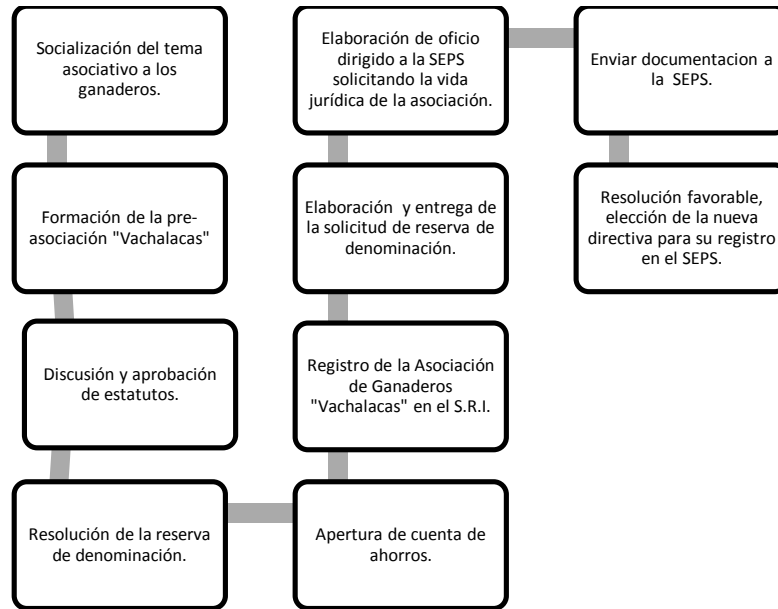 Socialización del tema
asociativo a los
ganaderos.
Formación de la pre-
asociación "Vachalacas"
Discusión y aprobación
de estatutos.
Resolución de la reserva
de denominación.
Apertura de cuenta de
ahorros.
Registro de la Asociación
de Ganaderos
"Vachalacas" en el S.R.I.
Elaboración y entrega de
la solicitud de reserva de
denominación.
Elaboración de oficio
dirigido a la SEPS
solicitando la vida
jurídica de la asociación.
Enviar documentacion a
la SEPS.
Resolución favorable,
elección de la nueva
directiva para su registro
en el SEPS.